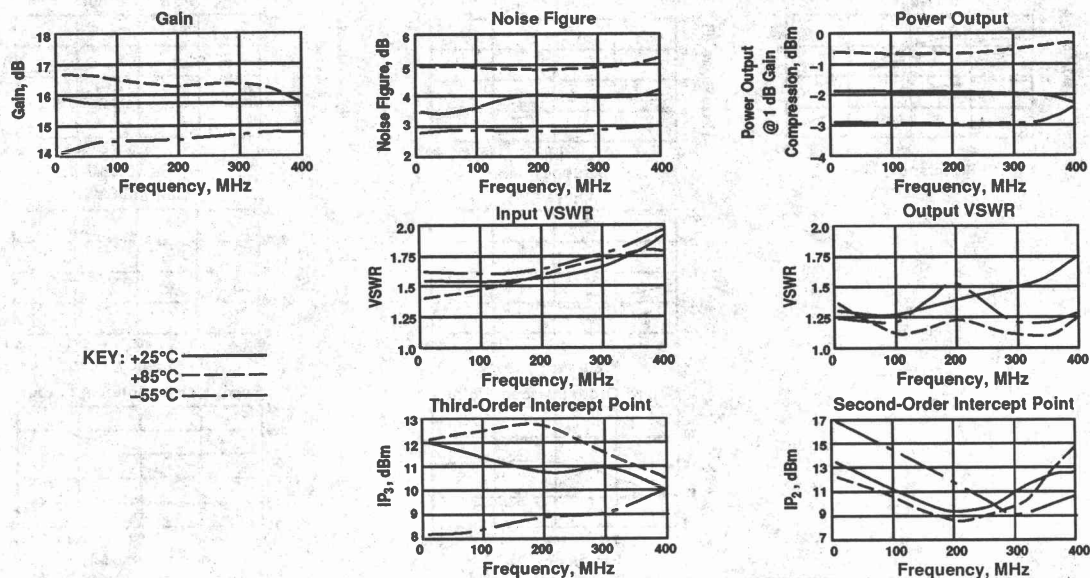 Gain
Gain, dB
18
17
16
15
14
0 100 200 300 400
Frequency, MHz
Noise Figure
Noise Figure, dB
6
5
4
3
2
0 100 200 300 400
Frequency, MHz
Power Output
Power Output
@ 1 dB Gain
Compression, dBm
0
–1
–2
–3
–4
0 100 200 300 400
Frequency, MHz
Input VSWR
VSWR
2.0
1.75
1.5
1.25
1.0
0 100 200 300 400
Frequency, MHz
Output VSWR
VSWR
2.0
1.75
1.5
1.25
1.0
0 100 200 300 400
Frequency, MHz
KEY: +25°C
+85°C
–55°C
Third-Order Intercept Point
IP3, dBm
13
12
11
10
9
8
0 100 200 300 400
Frequency, MHz
Second-Order Intercept Point
IP2, dBm
17
15
13
11
9
7
0 100 200 300 400
Frequency, MHz